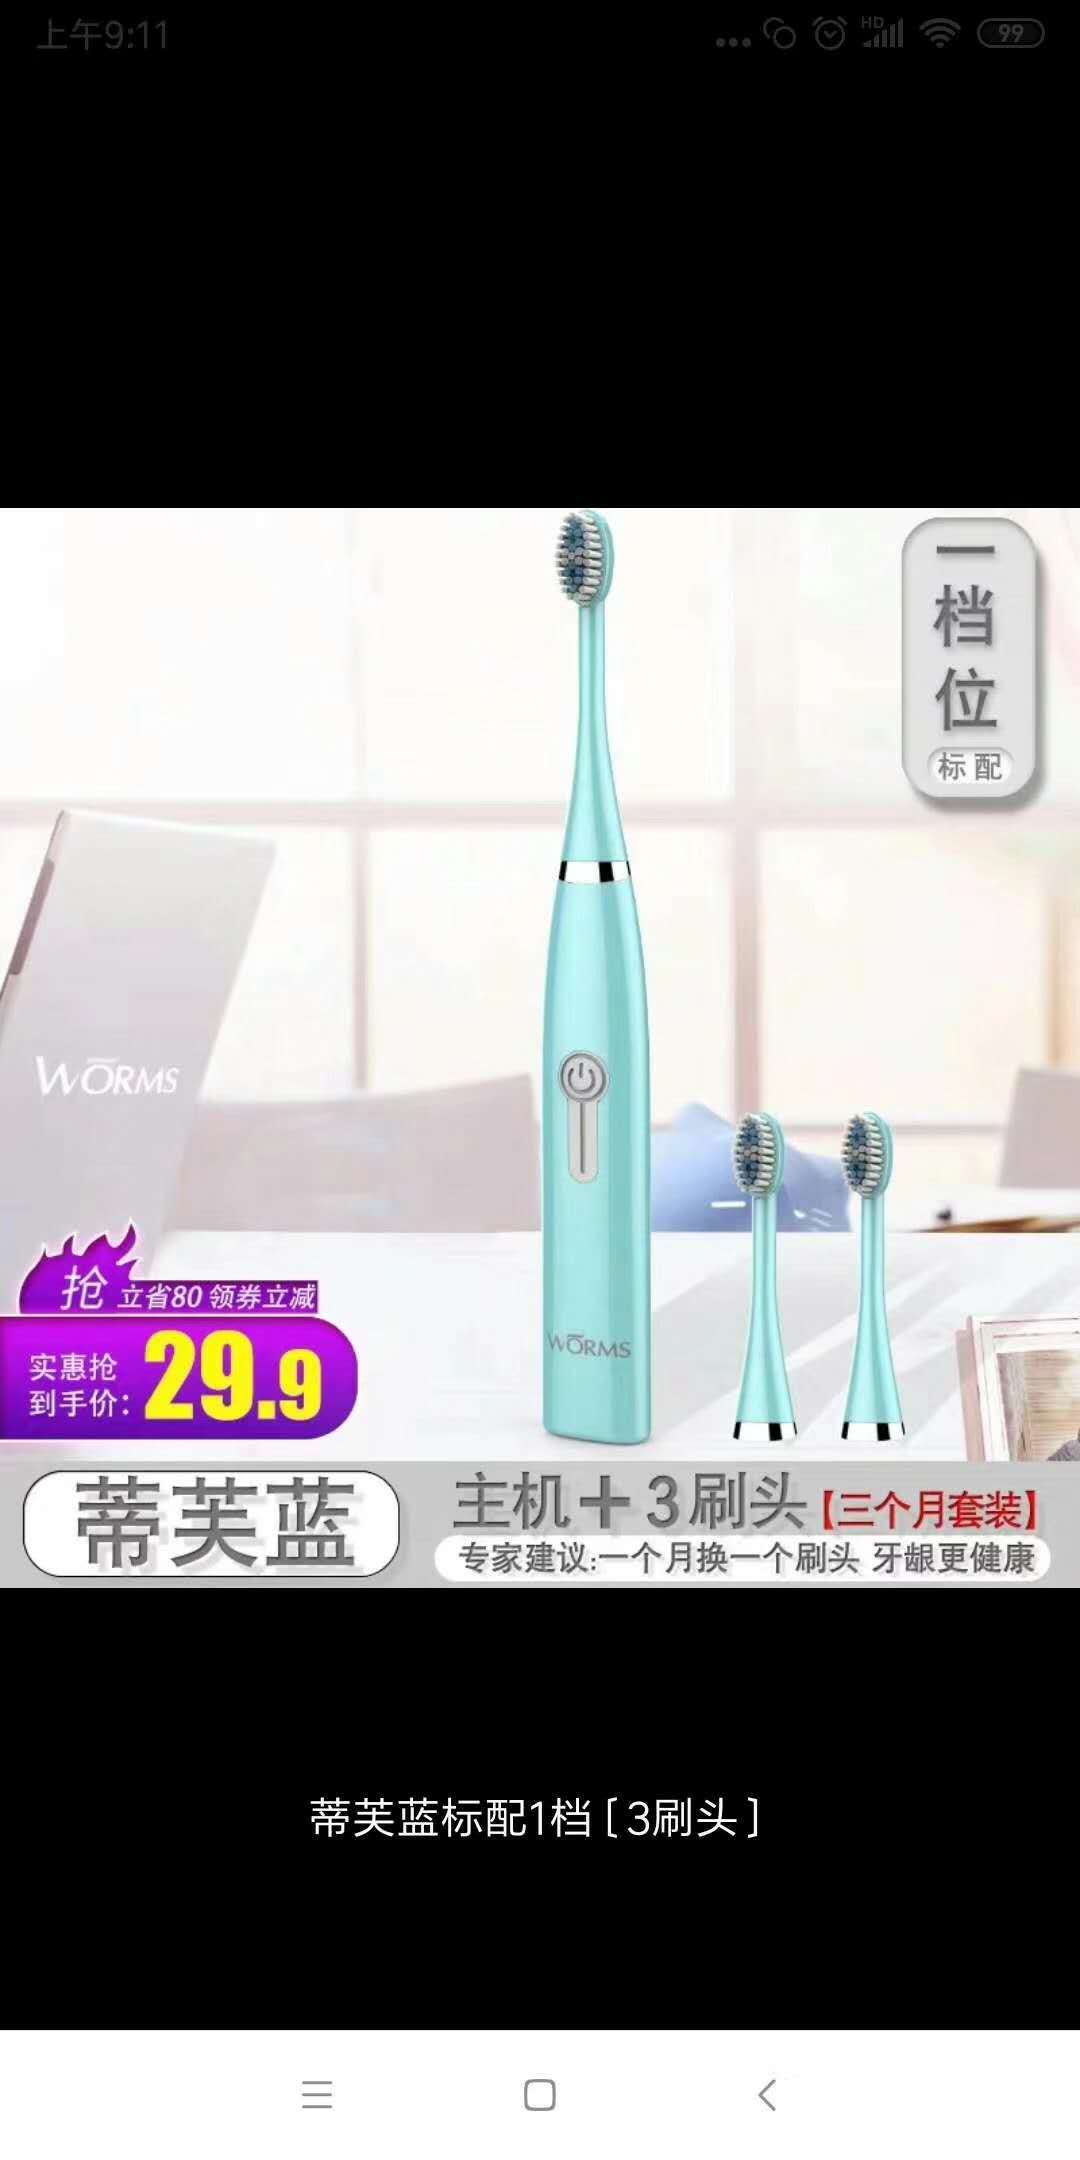 上午9:11
HD
99
一档位
标配
WORMS
抢 立省80 领券立减
实惠抢
到手价: 29.9
WORMS
蒂芙蓝
主机+3刷头【三个月套装】
专家建议:一个月换一个刷头 牙龈更健康
蒂芙蓝标配1档[3刷头]